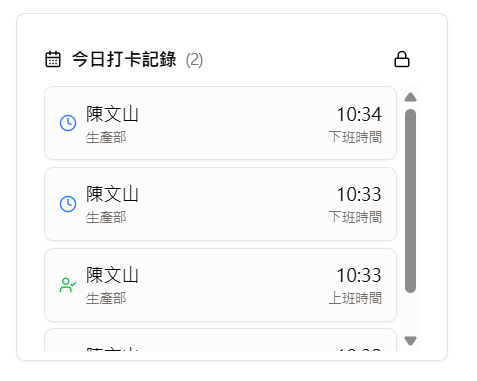 今日打卡記錄 (2)
陳文山 10:34
生產部 下班時間
陳文山 10:33
生產部 下班時間
陳文山 10:33
生產部 上班時間